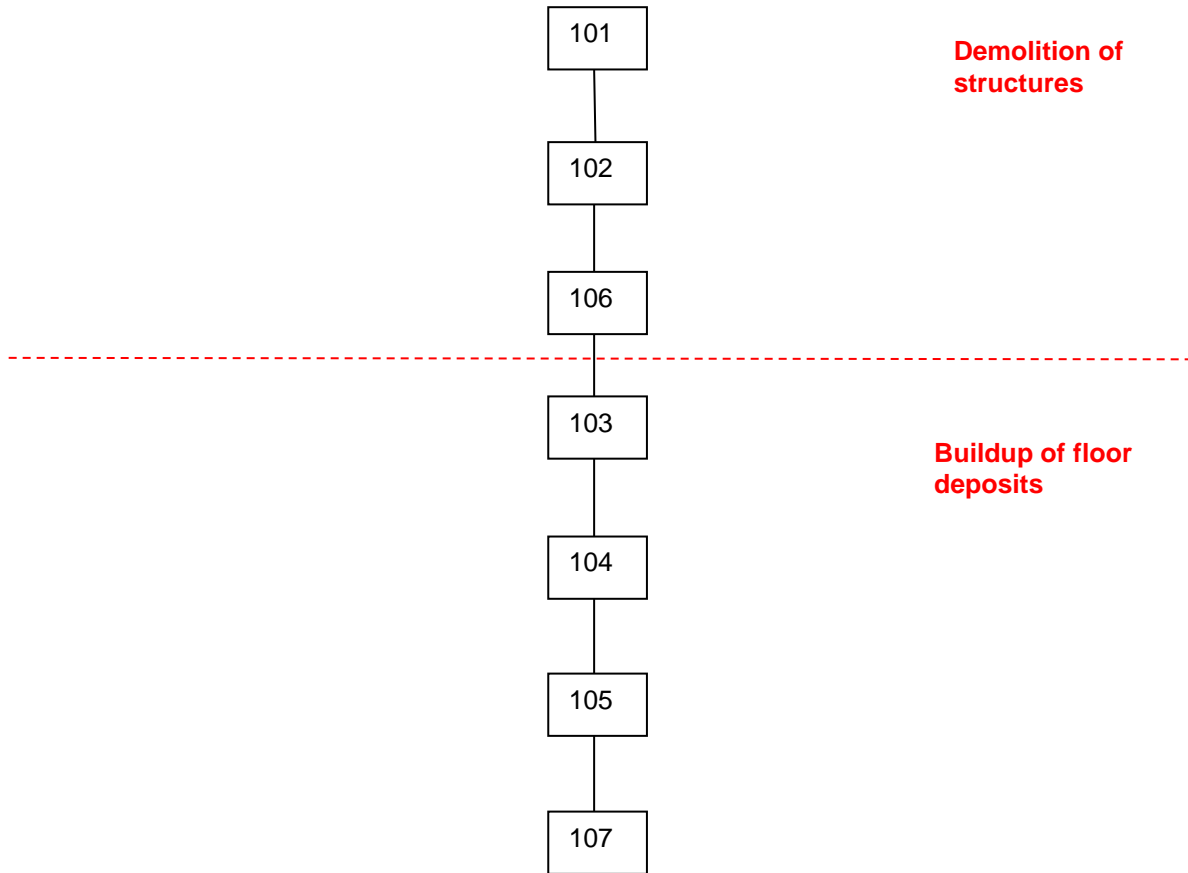 101
Demolition of
structures
102
106
103
Buildup of floor
deposits
104
105
107